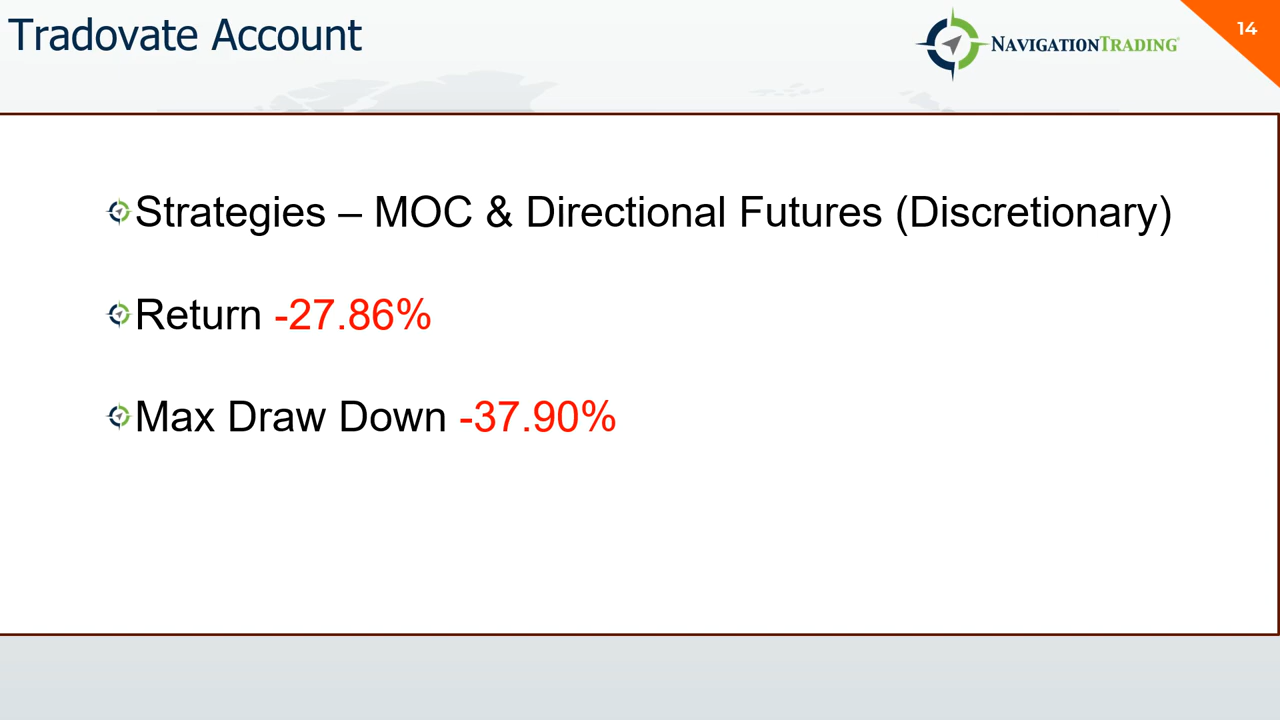 Tradovate Account
NAVIGATIONTRADING®
14
Strategies – MOC & Directional Futures (Discretionary)
Return -27.86%
Max Draw Down -37.90%